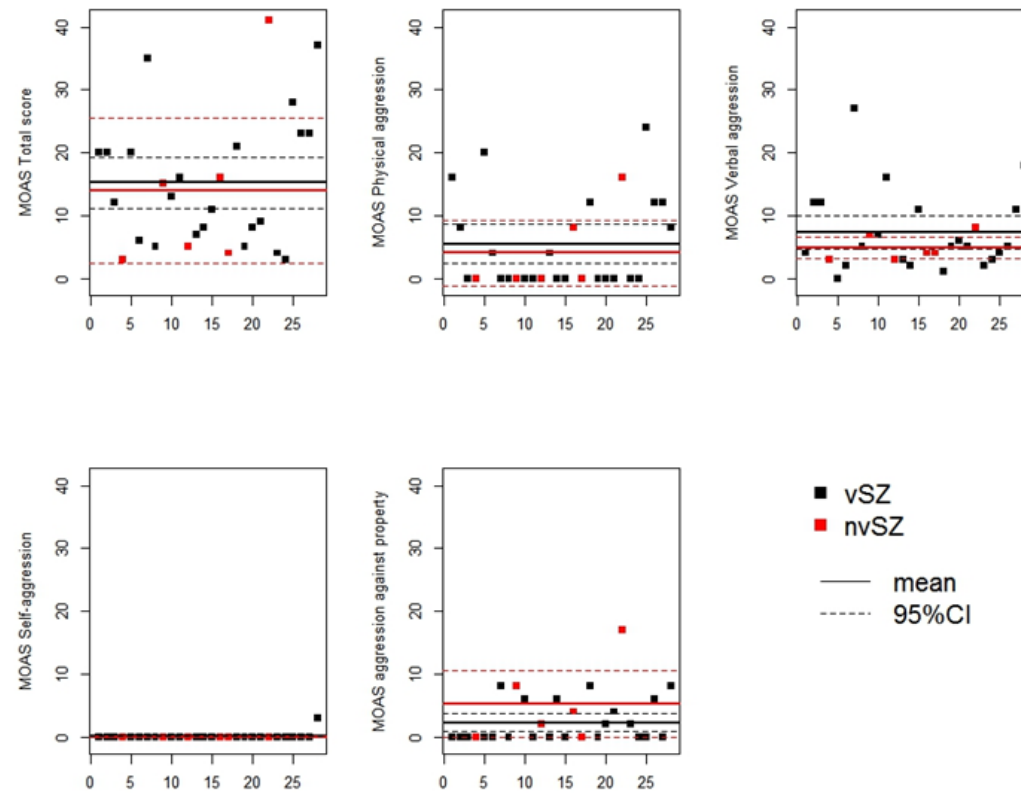 MOAS Total score
40
30
20
10
0
0 5 10 15 20 25
MOAS Physical aggression
40
30
20
10
0
0 5 10 15 20 25
MOAS Verbal aggression
40
30
20
10
0
0 5 10 15 20 25
MOAS Self-aggression
40
30
20
10
0
0 5 10 15 20 25
MOAS aggression against property
40
30
20
10
0
0 5 10 15 20 25
vSZ
nvSZ
mean
95%CI